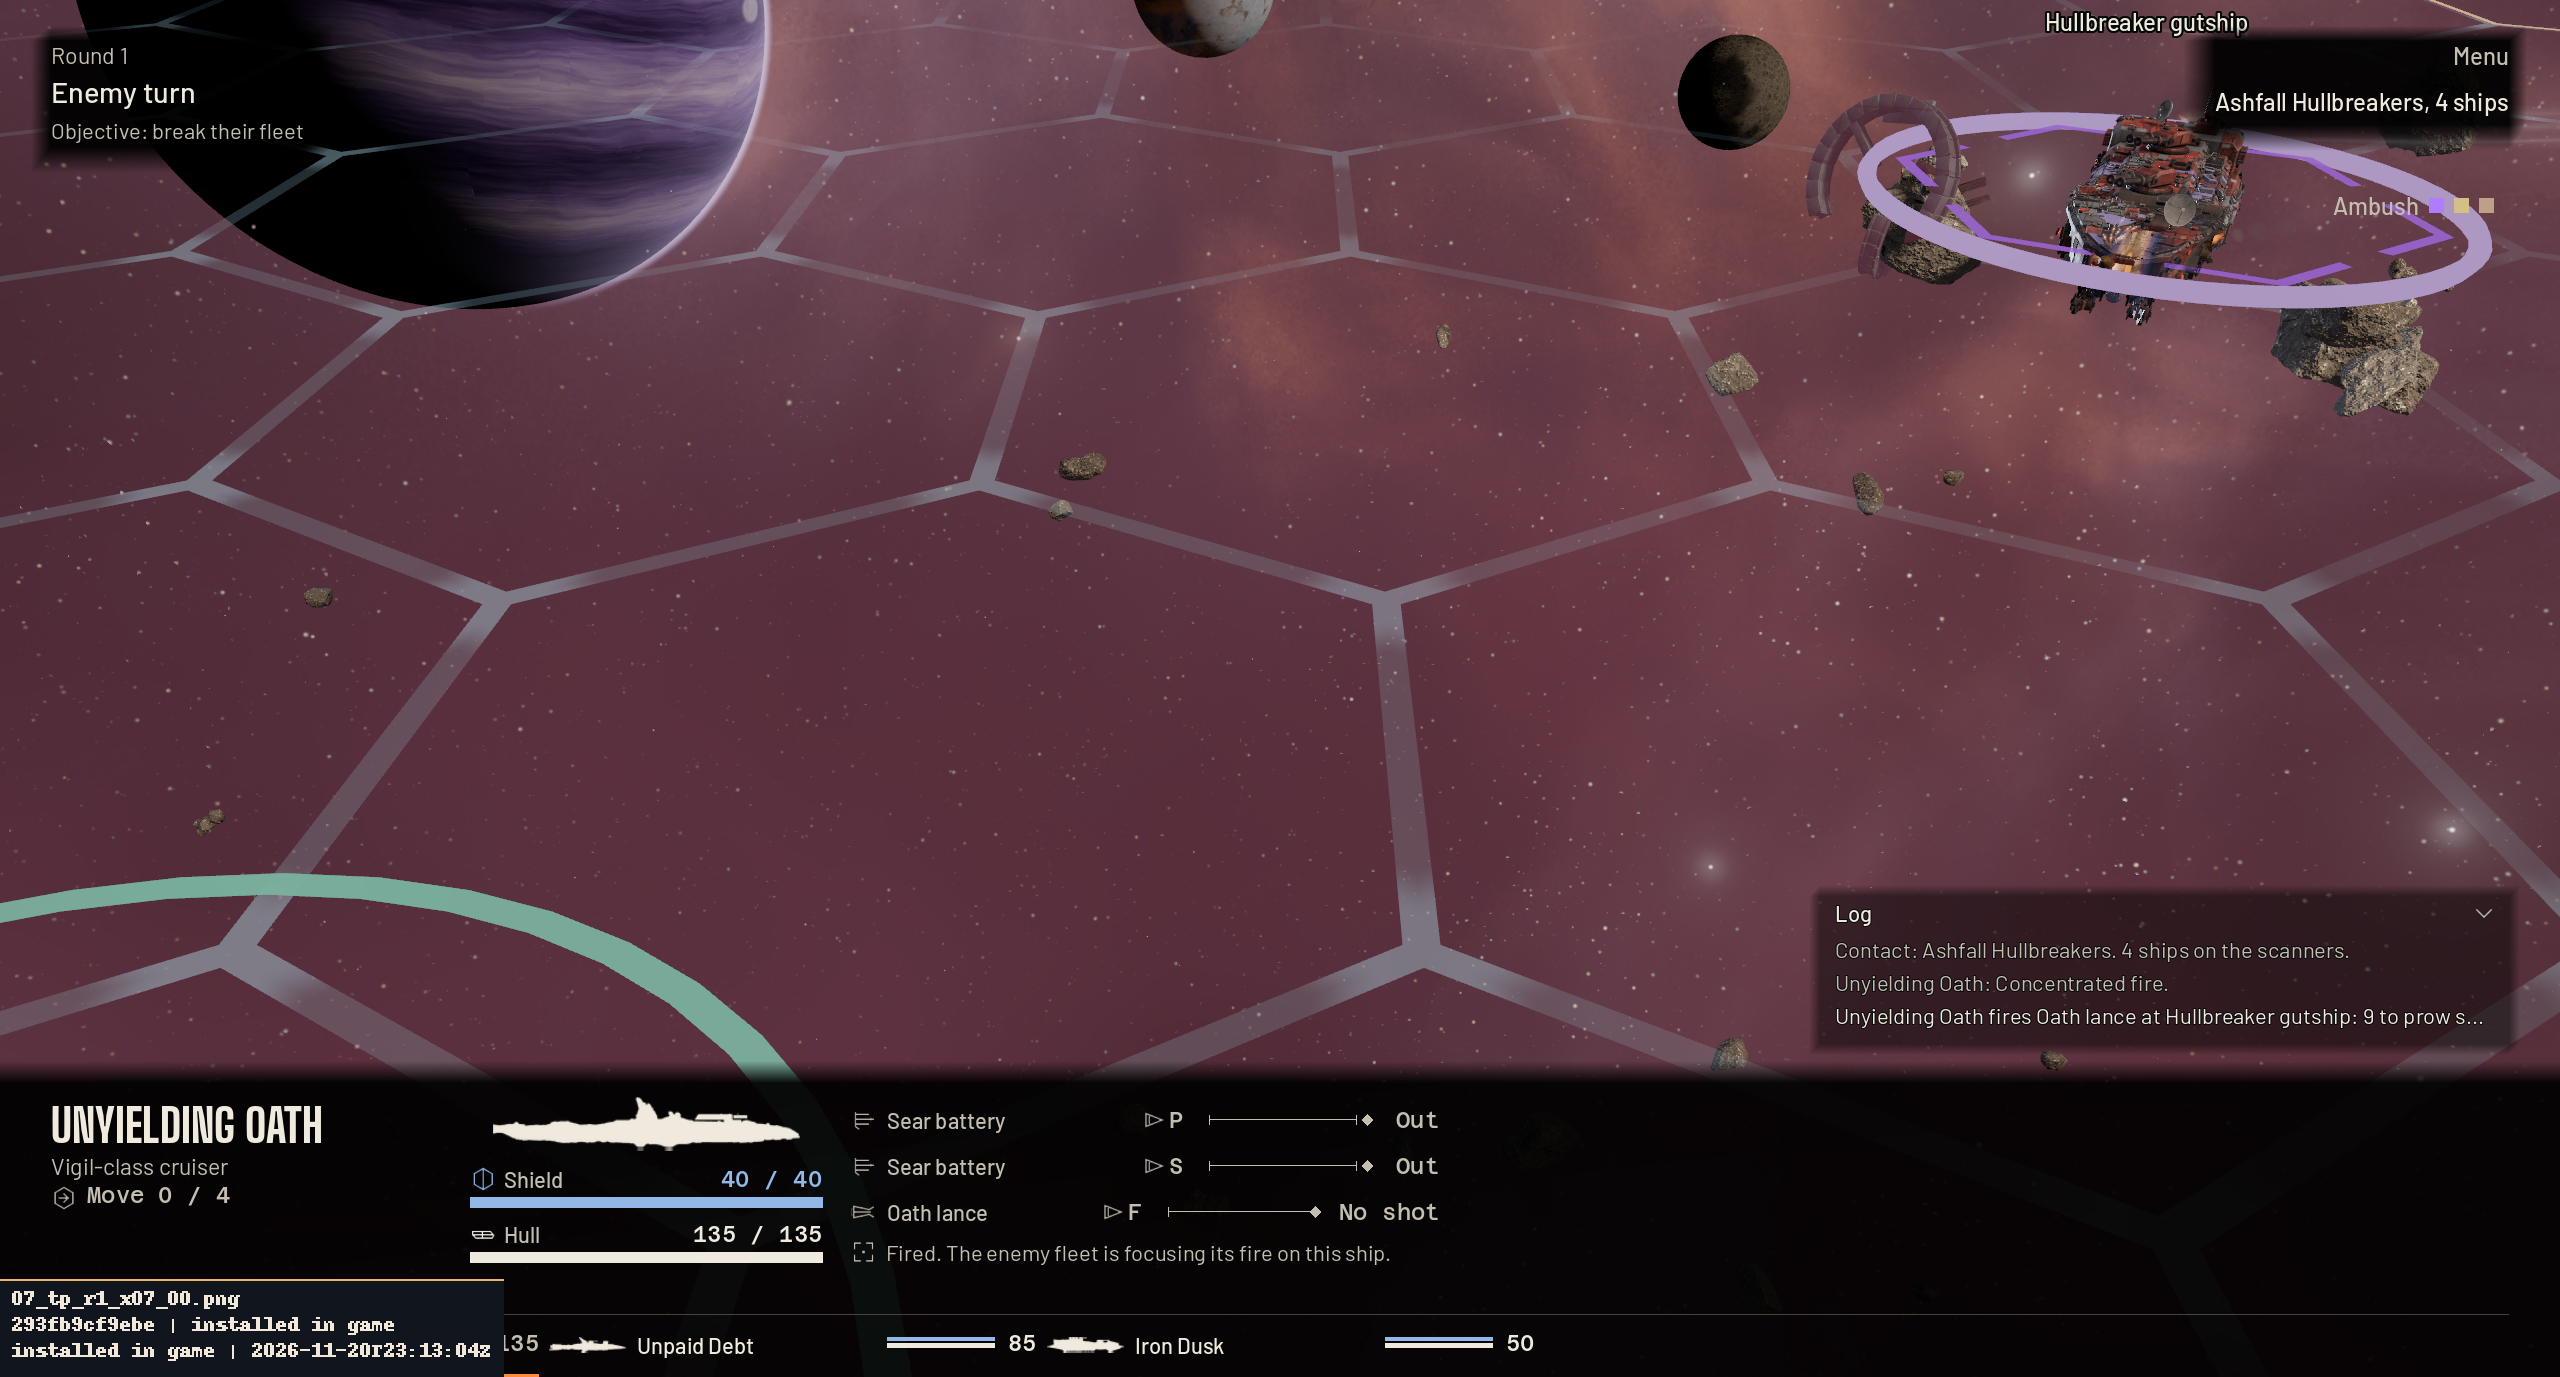 Hullbreaker gutship
Round 1
Enemy turn
Objective: break their fleet
Menu
Ashfall Hullbreakers, 4 ships
Ambush
Log
Contact: Ashfall Hullbreakers. 4 ships on the scanners.
Unyielding Oath: Concentrated fire.
Unyielding Oath fires Oath lance at Hullbreaker gutship: 9 to prow s...
UNYIELDING OATH
Vigil-class cruiser
Move 0 / 4
Shield 40 / 40
Hull 135 / 135
Sear battery P Out
Sear battery S Out
Oath lance F No shot
Fired. The enemy fleet is focusing its fire on this ship.
07_tp_r1_x07_00.png
293fb9cf9ebe | installed in game
installed in game | 2026-11-20T23:13:04Z
135 Unpaid Debt 85 Iron Dusk 50